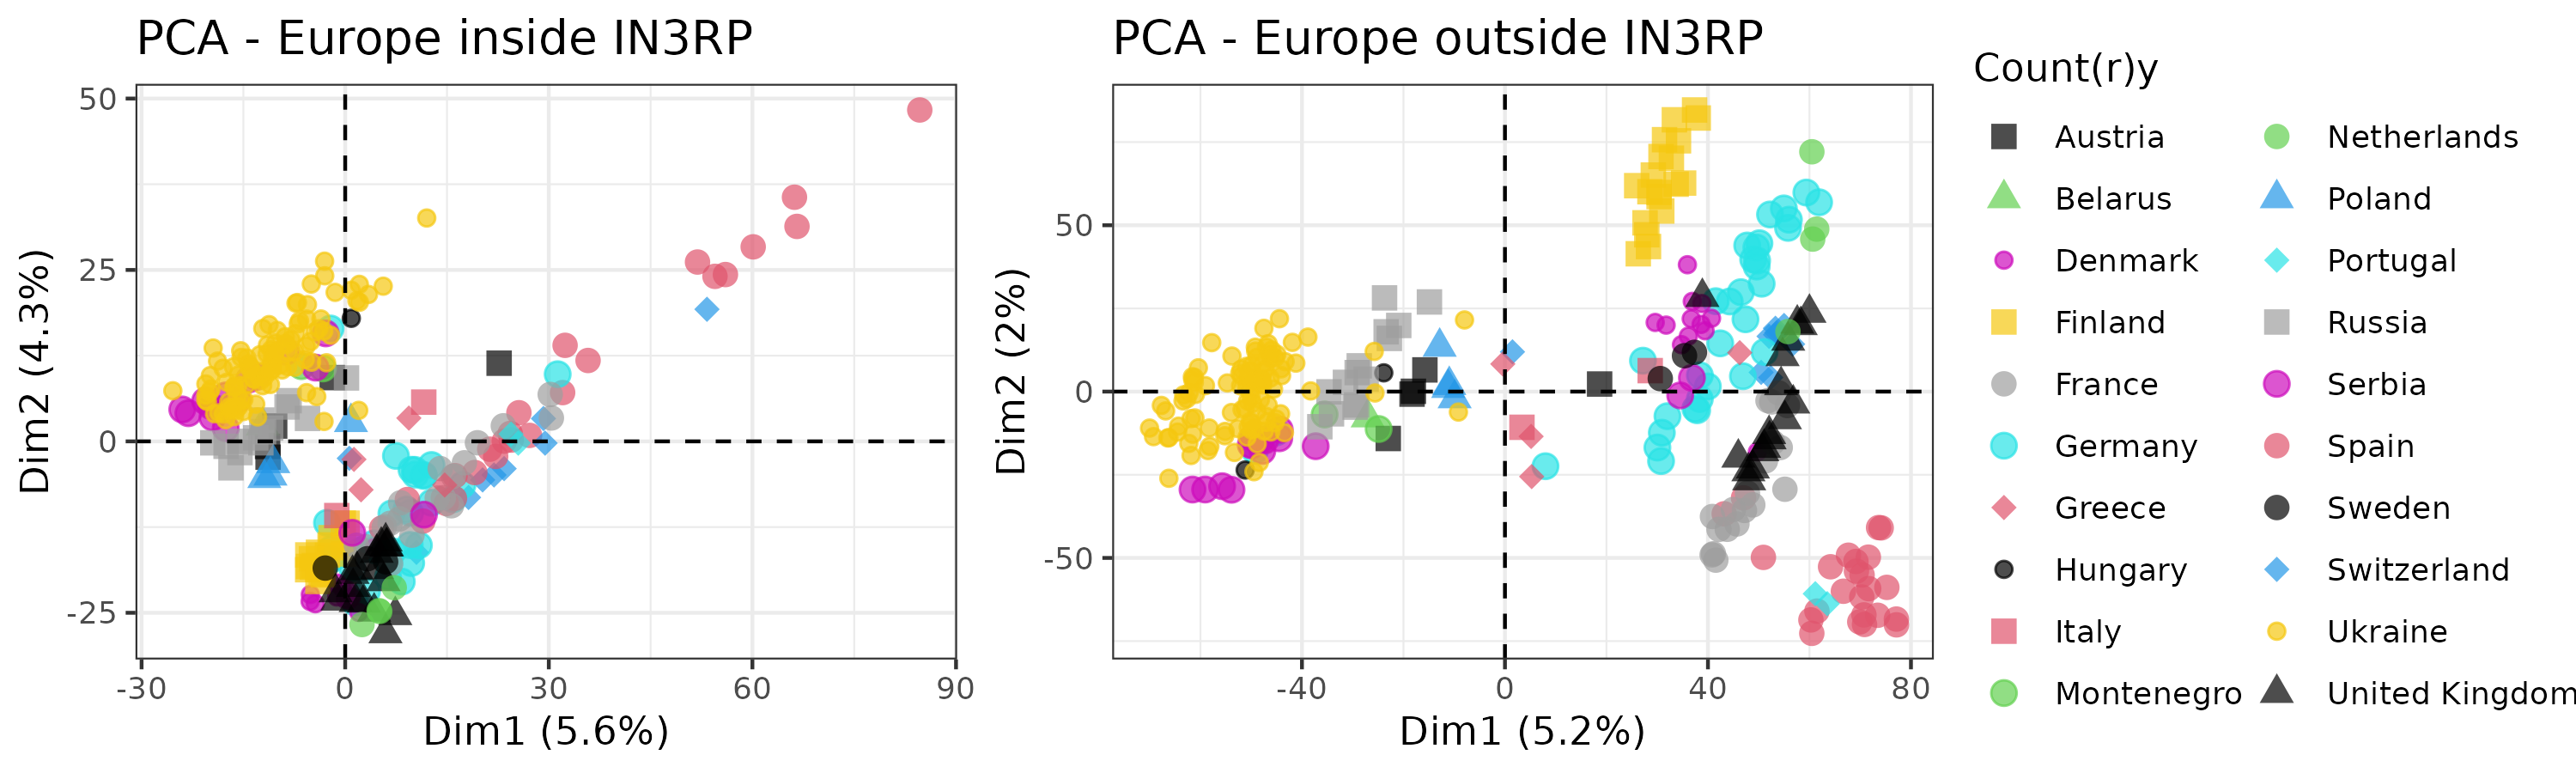 PCA - Europe inside IN3RP
50
25
0
-25
-30
0
30
60
90
Dim2 (4.3%)
Dim1 (5.6%)
PCA - Europe outside IN3RP
50
0
-50
-40
0
40
80
Dim2 (2%)
Dim1 (5.2%)
Count(r)y
Austria
Belarus
Denmark
Finland
France
Germany
Greece
Hungary
Italy
Montenegro
Netherlands
Poland
Portugal
Russia
Serbia
Spain
Sweden
Switzerland
Ukraine
United Kingdom